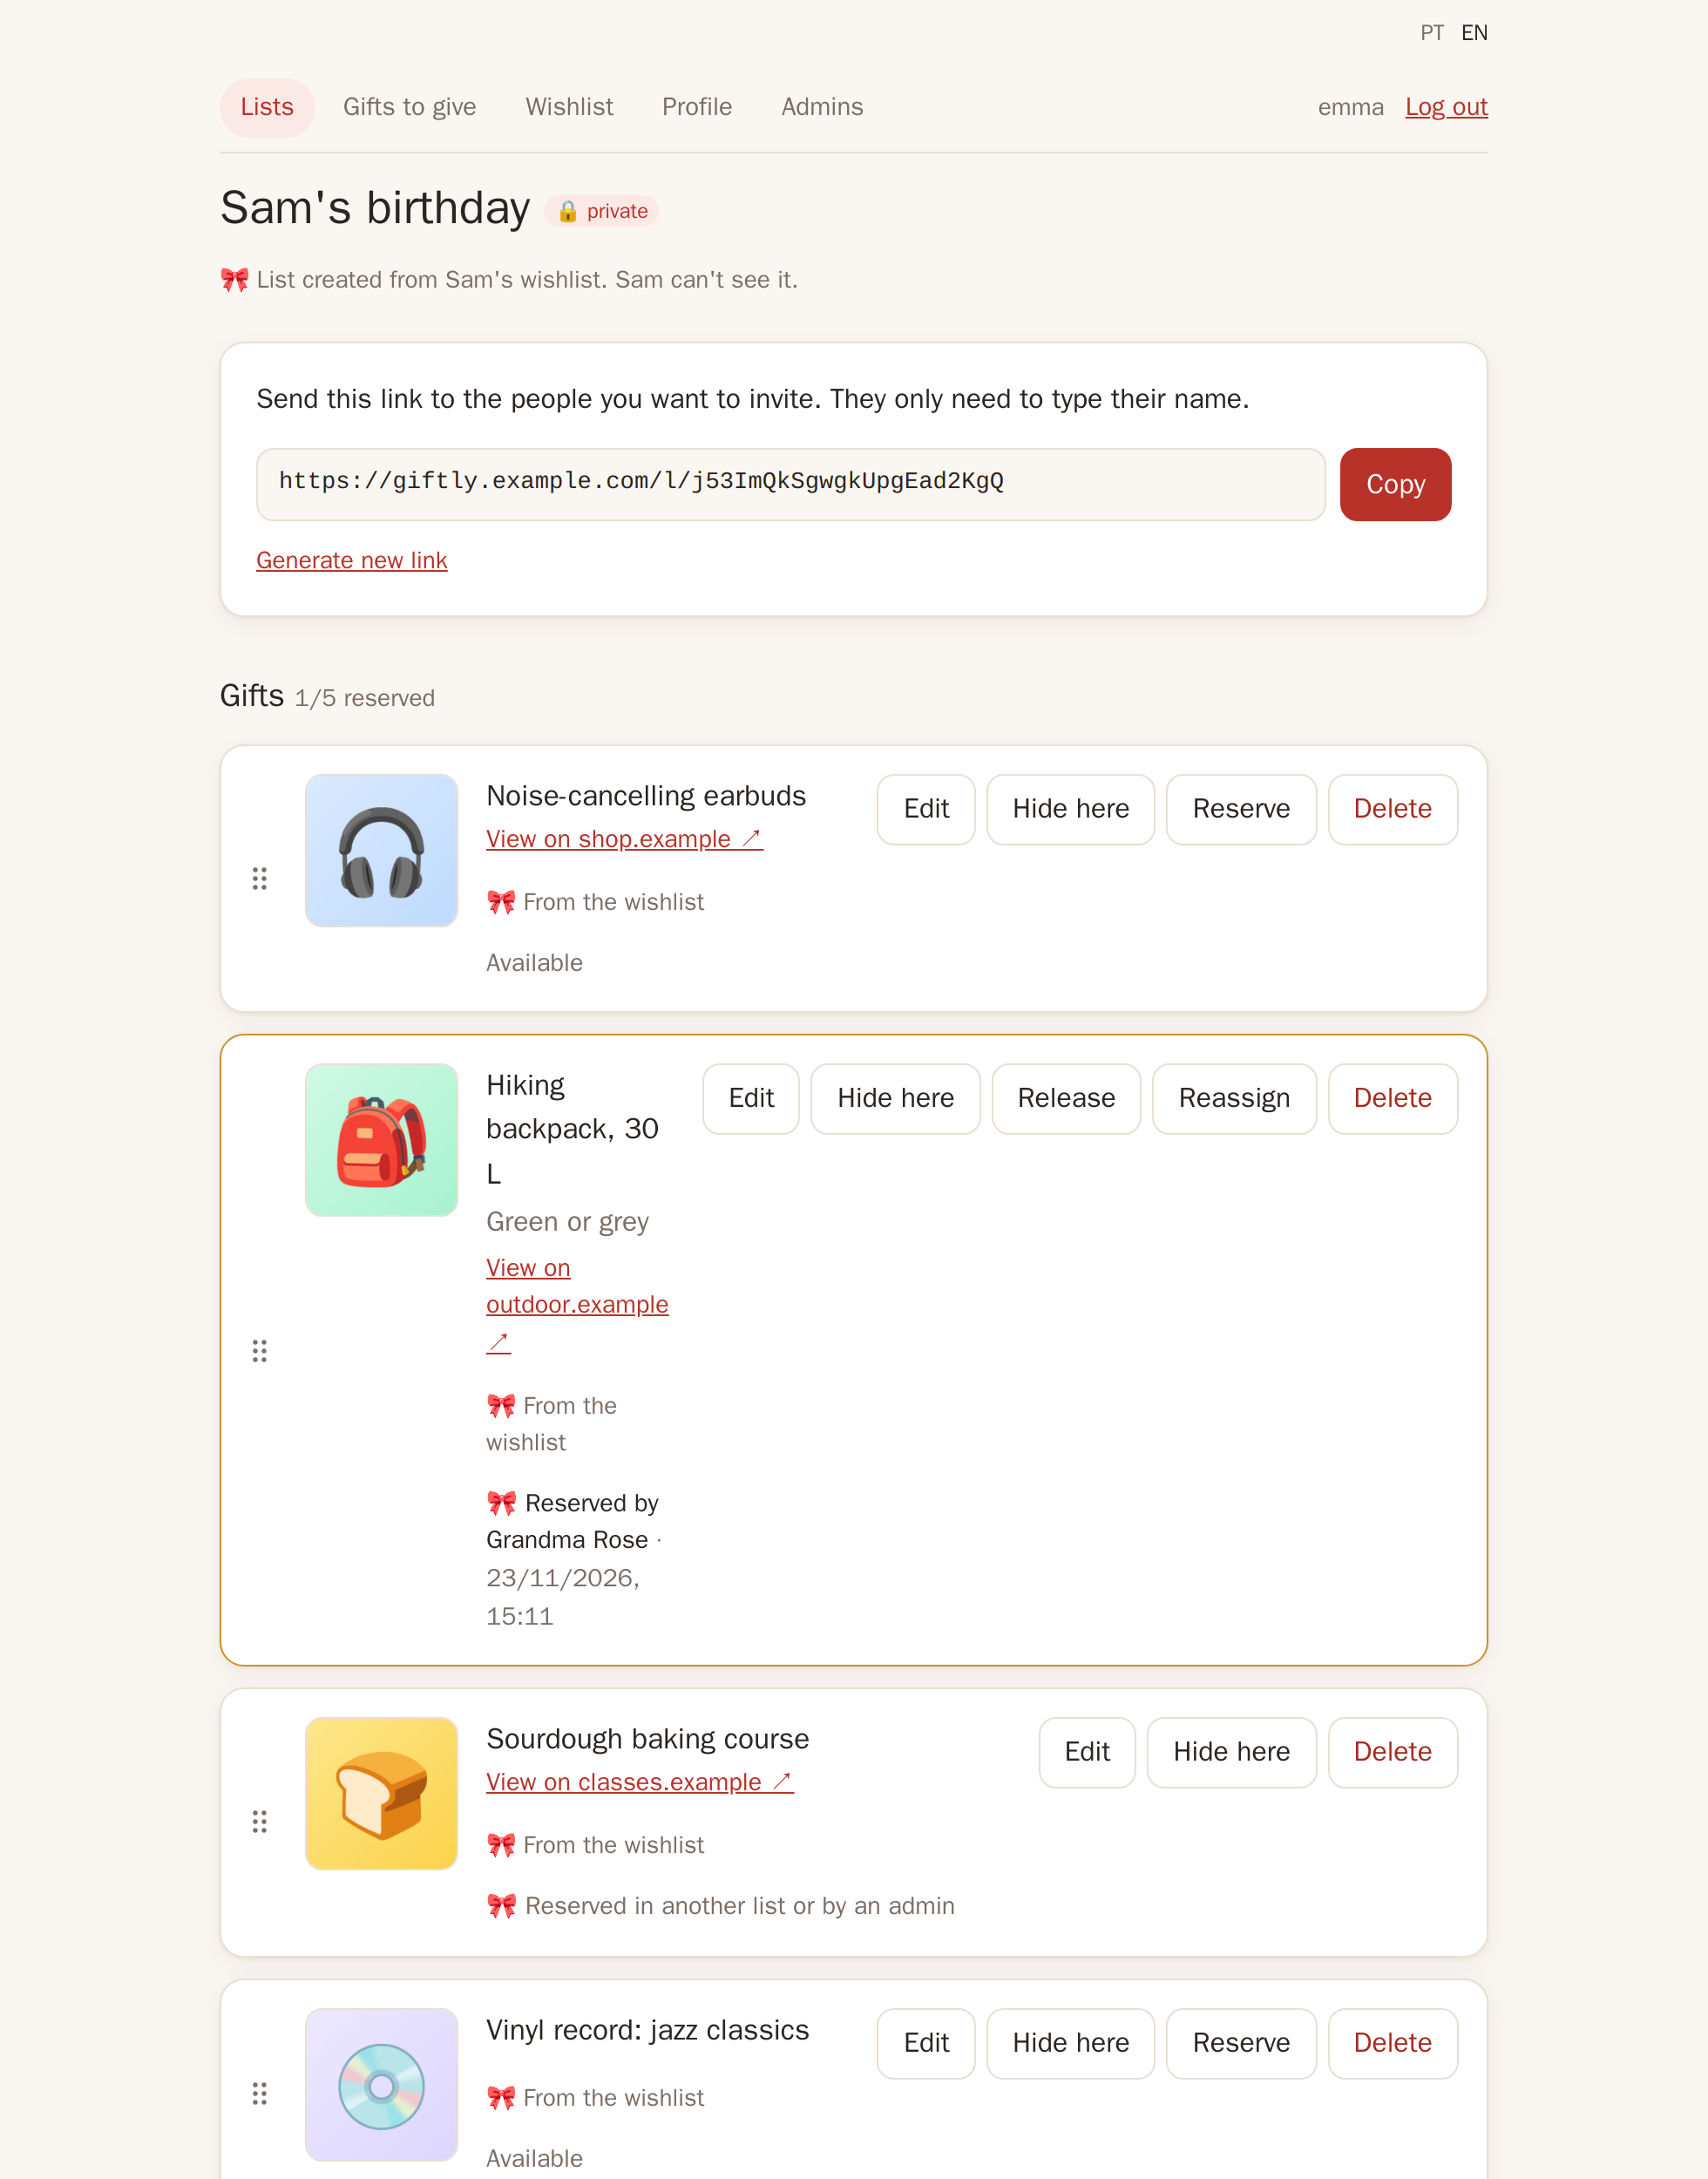 PT EN
Lists Gifts to give Wishlist Profile Admins emma Log out
Sam's birthday 🔒 private
🎀 List created from Sam's wishlist. Sam can't see it.
Send this link to the people you want to invite. They only need to type their name.
https://giftly.example.com/l/j53ImQkSgwgkUpgEad2KgQ Copy
Generate new link
Gifts 1/5 reserved
Noise-cancelling earbuds
View on shop.example ↗
🎀 From the wishlist
Available
Edit Hide here Reserve Delete
Hiking
backpack, 30
L
Green or grey
View on
outdoor.example
↗
🎀 From the
wishlist
🎀 Reserved by
Grandma Rose ·
23/11/2026,
15:11
Edit Hide here Release Reassign Delete
Sourdough baking course
View on classes.example ↗
🎀 From the wishlist
🎀 Reserved in another list or by an admin
Edit Hide here Delete
Vinyl record: jazz classics
🎀 From the wishlist
Available
Edit Hide here Reserve Delete